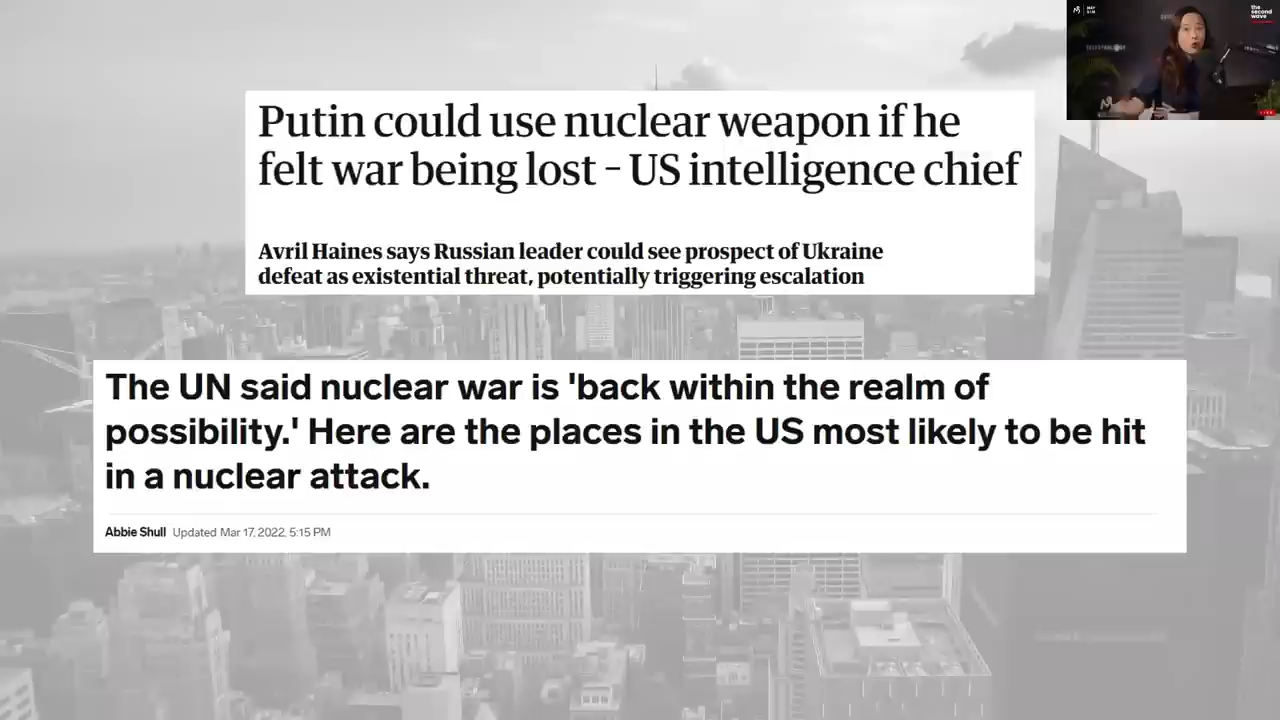 Putin could use nuclear weapon if he
felt war being lost – US intelligence chief
Avril Haines says Russian leader could see prospect of Ukraine
defeat as existential threat, potentially triggering escalation
The UN said nuclear war is 'back within the realm of
possibility.' Here are the places in the US most likely to be hit
in a nuclear attack.
Abbie Shull Updated Mar 17, 2022, 5:15 PM
the
second
wave
LIVE